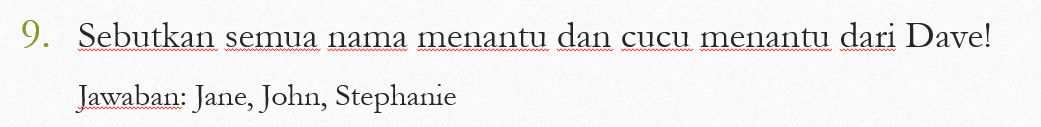 9. Sebutkan semua nama menantu dan cucu menantu dari Dave!
Jawaban: Jane, John, Stephanie